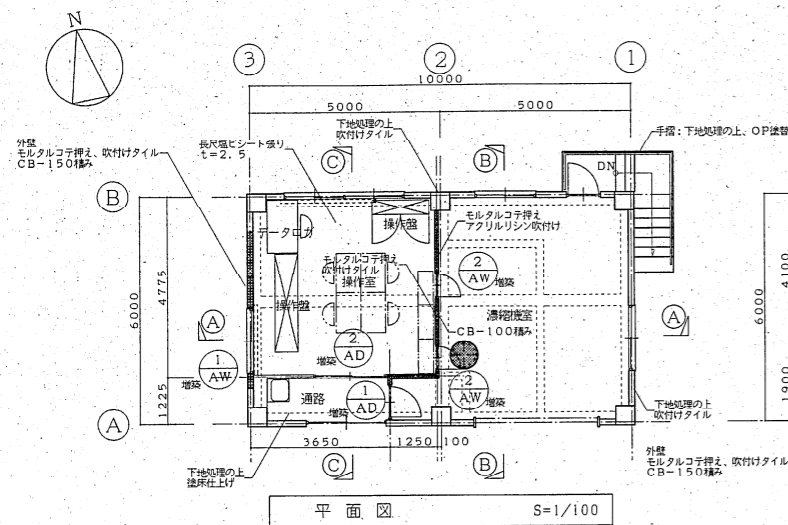 N
3
2
1
10000
5000
5000
下地処理の上
吹付けタイル
手摺:下地処理の上、OP塗替
外壁
モルタルコテ押え、吹付けタイル
CB-150積み
長尺塩ビシート張り
t=2.5
C
B
DN
B
データロガ
操作盤
モルタルコテ押え
アクリルリシン吹付け
モルタルコテ押え
吹付けタイル
操作室
2
AW
増築
6000
4775
1225
操作盤
濃縮機室
CB-100積み
A
A
6000
4100
1900
2
AD
増築
1
AW
増築
通路
1
AD
増築
2
AW
増築
下地処理の上
吹付けタイル
A
3650
1250
100
下地処理の上
塗床仕上げ
C
B
外壁
モルタルコテ押え、吹付けタイル
CB-150積み
平面図 S=1/100